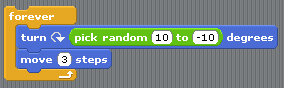 forever
turn pick random 10 to -10 degrees
move 3 steps